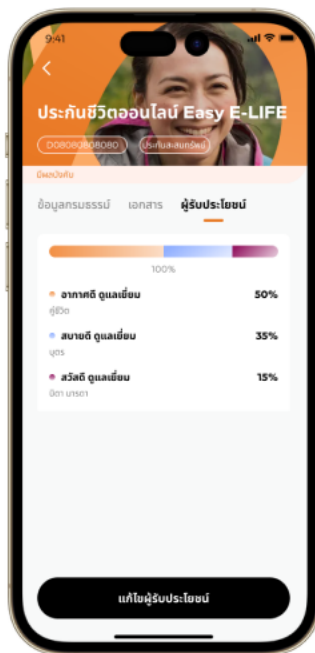 9:41
ประกันชีวิตออนไลน์ Easy E-LIFE
D08080808080 ประกันสะสมทรัพย์
มีผลบังคับ
ข้อมูลกรมธรรม์ เอกสาร ผู้รับประโยชน์
100%
อากาศดี ดูแลเยี่ยม 50%
คู่ชีวิต
สบายดี ดูแลเยี่ยม 35%
บุตร
สวัสดี ดูแลเยี่ยม 15%
บิดา มารดา
แก้ไขผู้รับประโยชน์